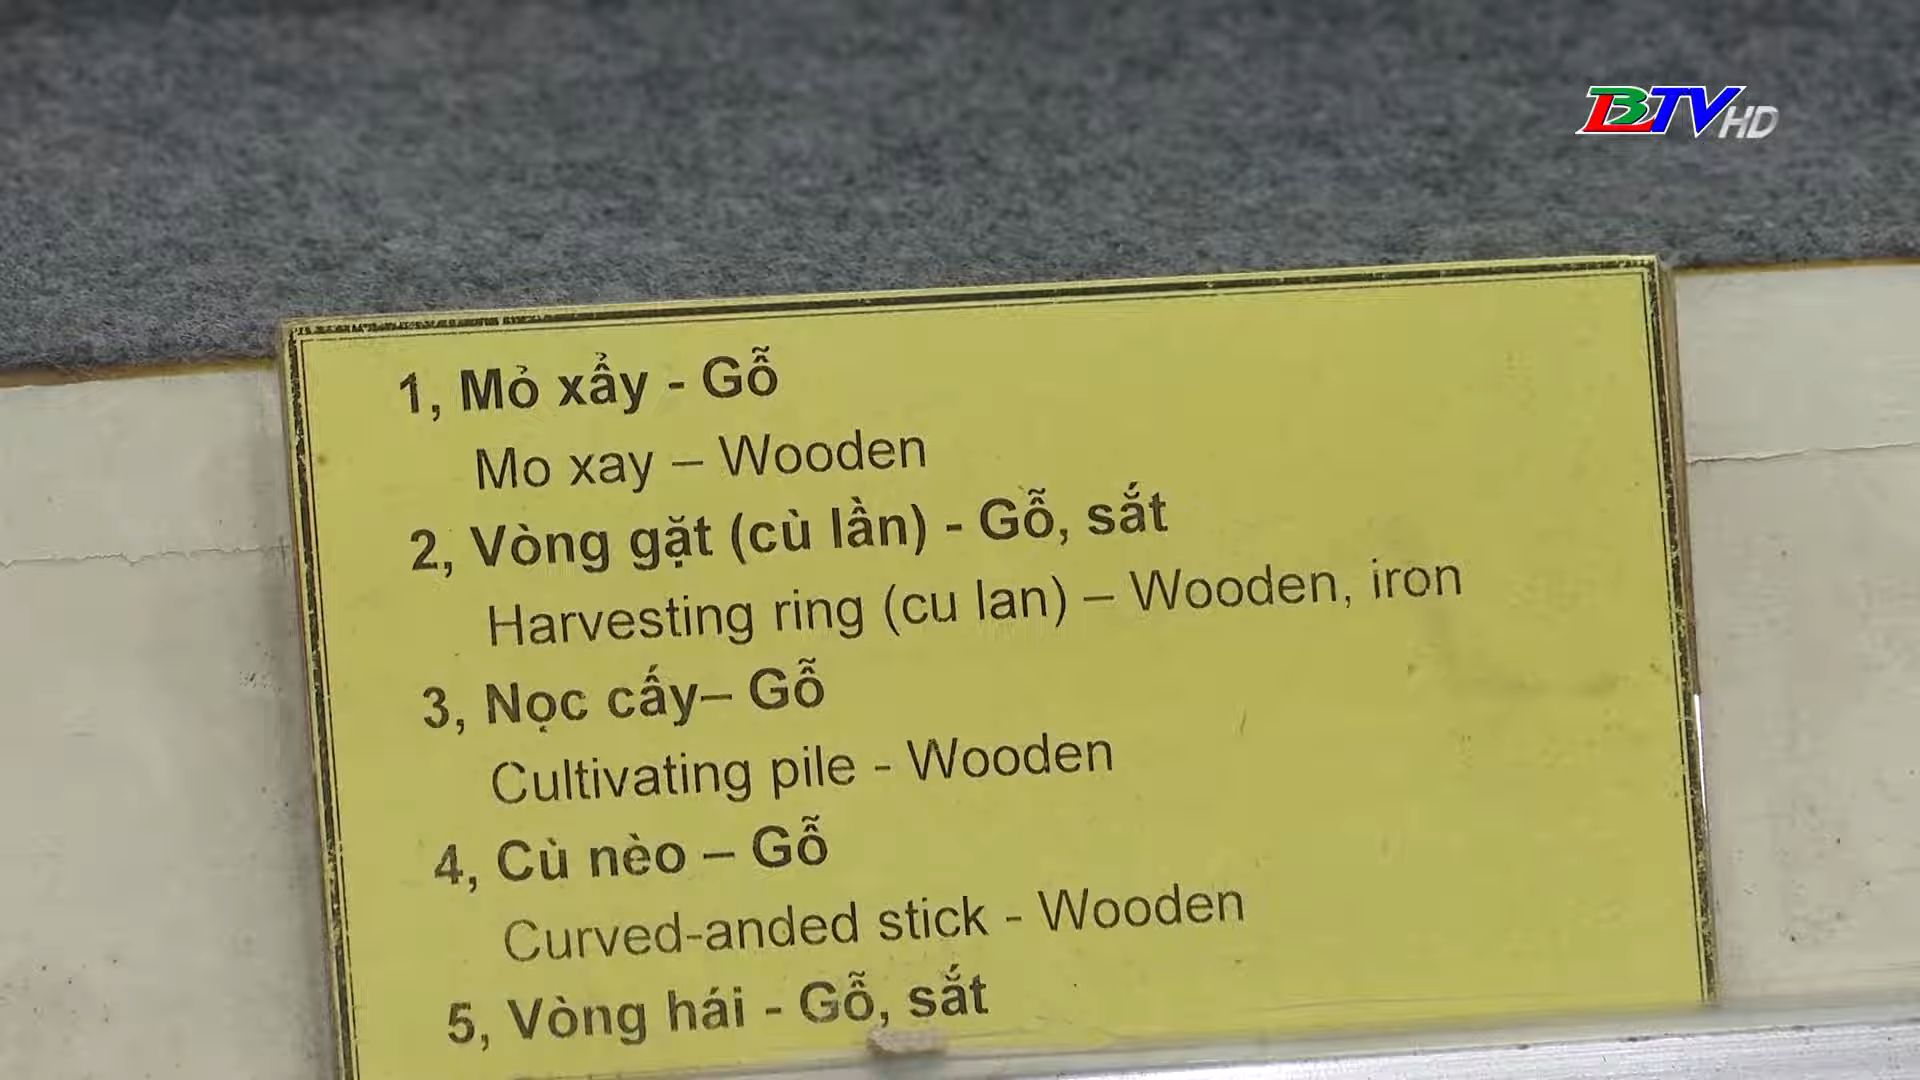 BTV HD
1, Mỏ xẩy - Gỗ
Mo xay – Wooden
2, Vòng gặt (cù lần) - Gỗ, sắt
Harvesting ring (cu lan) – Wooden, iron
3, Nọc cấy– Gỗ
Cultivating pile - Wooden
4, Cù nèo – Gỗ
Curved-anded stick - Wooden
5, Vòng hái - Gỗ, sắt